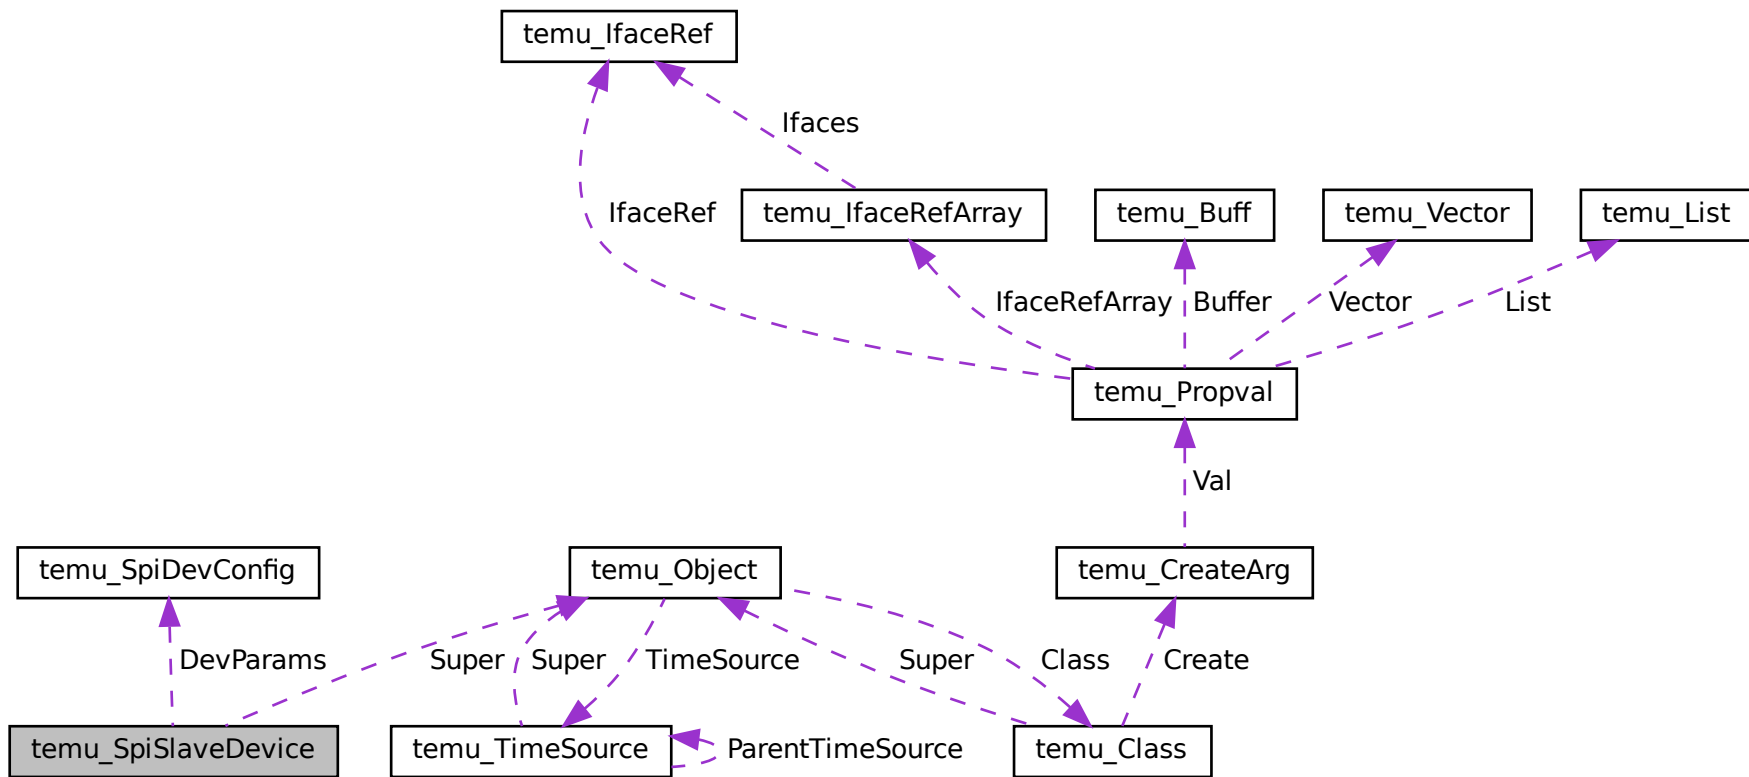 temu_IfaceRef
Ifaces
IfaceRef
temu_IfaceRefArray
temu_Buff
temu_Vector
temu_List
IfaceRefArray
Buffer
Vector
List
temu_Propval
Val
temu_SpiDevConfig
temu_Object
temu_CreateArg
DevParams
Super
Super
TimeSource
Super
Class
Create
temu_SpiSlaveDevice
temu_TimeSource
ParentTimeSource
temu_Class